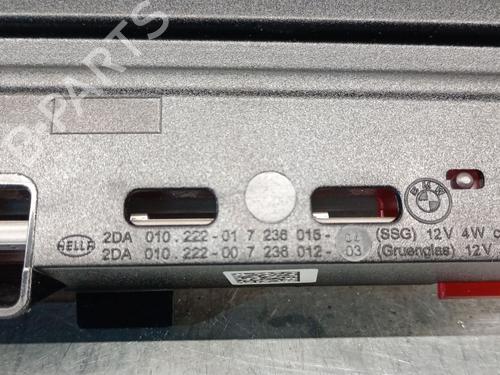 B-PARTS
BMW
HELLA
2DA 010.222-01 7 236 015- (SSG) 12V 4W
2DA 010.222-00 7 236 012- 03 (Gruenglas) 12V